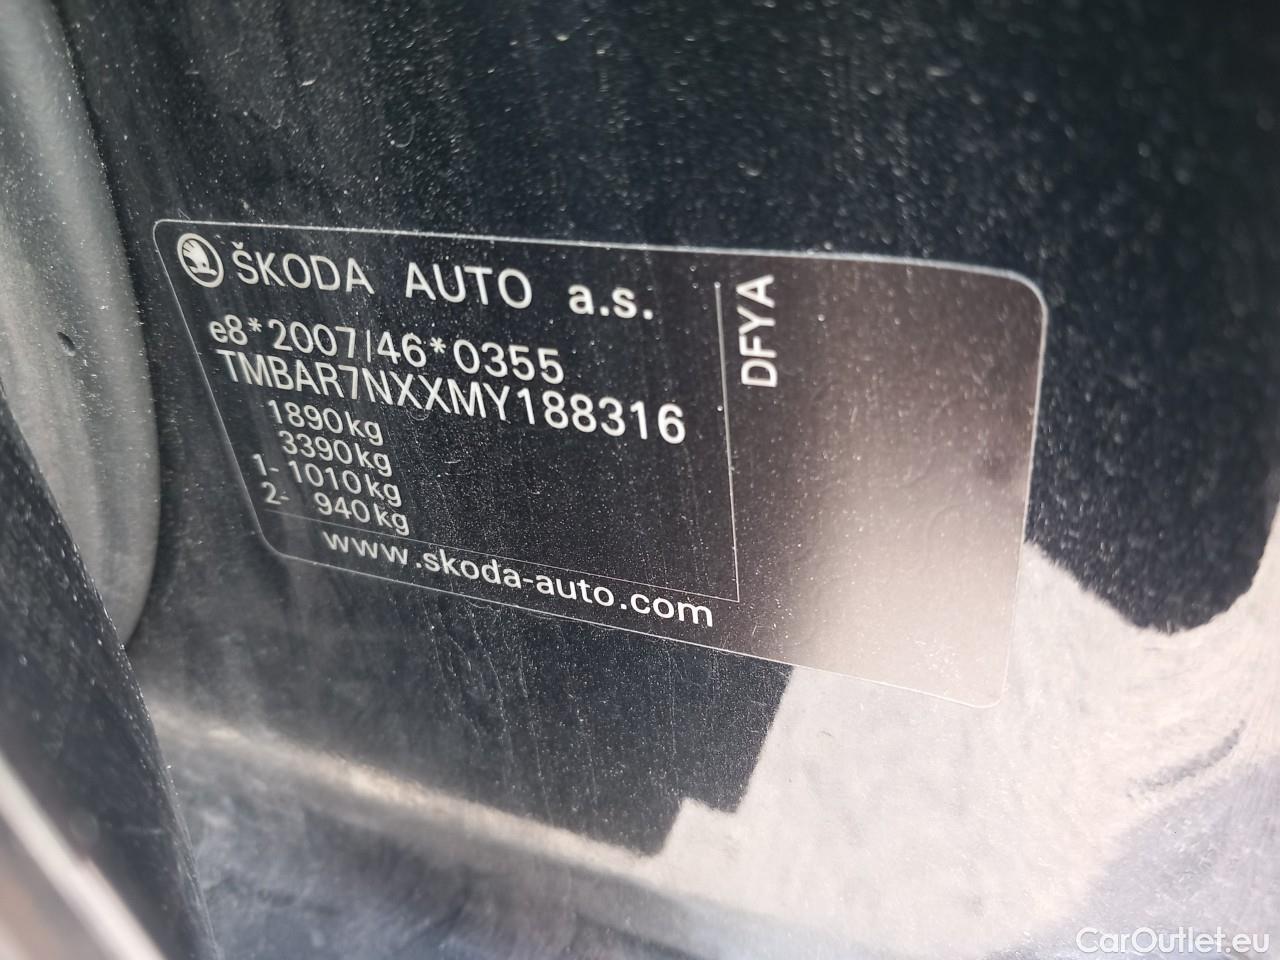 ŠKODA AUTO a.s.
e8*2007/46*0355
TMBAR7NXXMY188316
1890kg
3390kg
1- 1010kg
2- 940kg
www.skoda-auto.com
DFYA
CarOutlet.eu